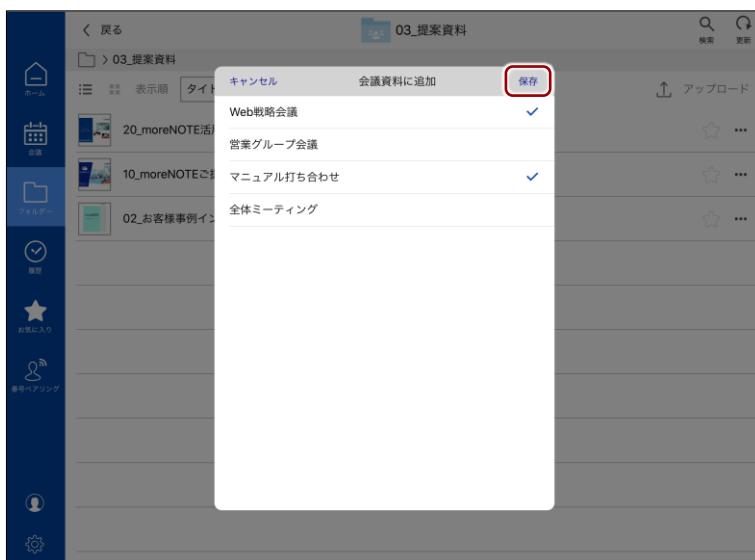 戻る
03_提案資料
検索
更新
> 03_提案資料
表示順
タイト
アップロード
キャンセル
会議資料に追加
保存
Web戦略会議
営業グループ会議
マニュアル打ち合わせ
全体ミーティング
20_moreNOTE活
10_moreNOTEご
02_お客様事例イン
ホーム
会議
フォルダー
履歴
お気に入り
番号ペアリング